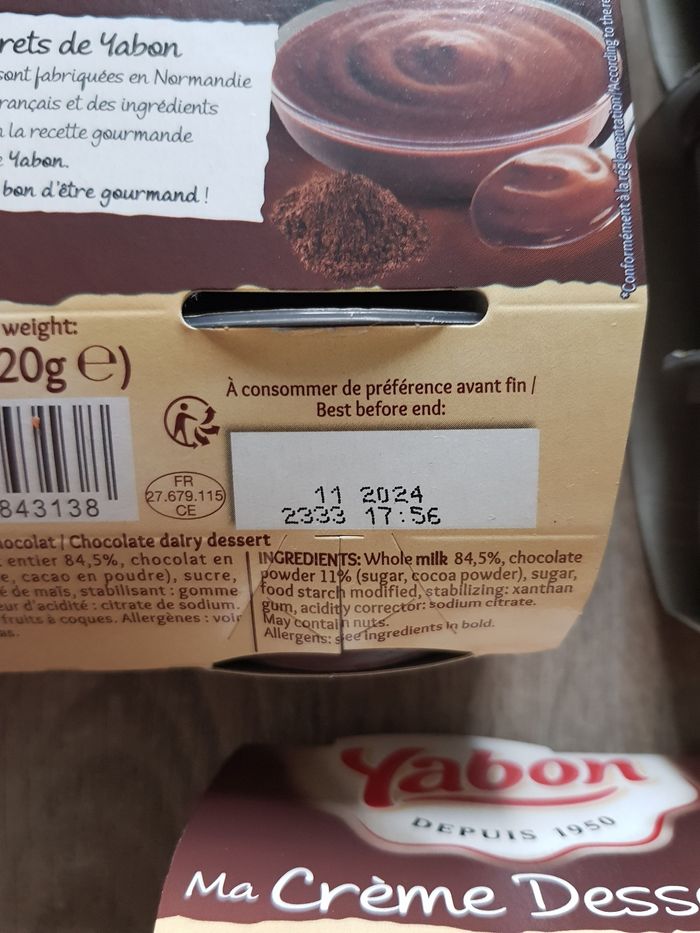 rets de Yabon
sont fabriquées en Normandie
rançais et des ingrédients
la recette gourmande
Yabon.
bon d'être gourmand !
*Conformément à la réglementation/According to the re
weight:
20g e)
À consommer de préférence avant fin /
Best before end:
843138
FR
27.679.115
CE
11 2024
2333 17:56
hocolat | Chocolate dairy dessert
entier 84,5%, chocolat en
e, cacao en poudre), sucre,
é de maïs, stabilisant : gomme
eur d'acidité : citrate de sodium.
fruits à coques. Allergènes : voir
as.
INGREDIENTS: Whole milk 84,5%, chocolate
powder 11% (sugar, cocoa powder), sugar,
food starch modified, stabilizing: xanthan
gum, acidity corrector: sodium citrate.
May contain nuts.
Allergens: see ingredients in bold.
Yabon
DEPUIS 1950
Ma Crème Dess